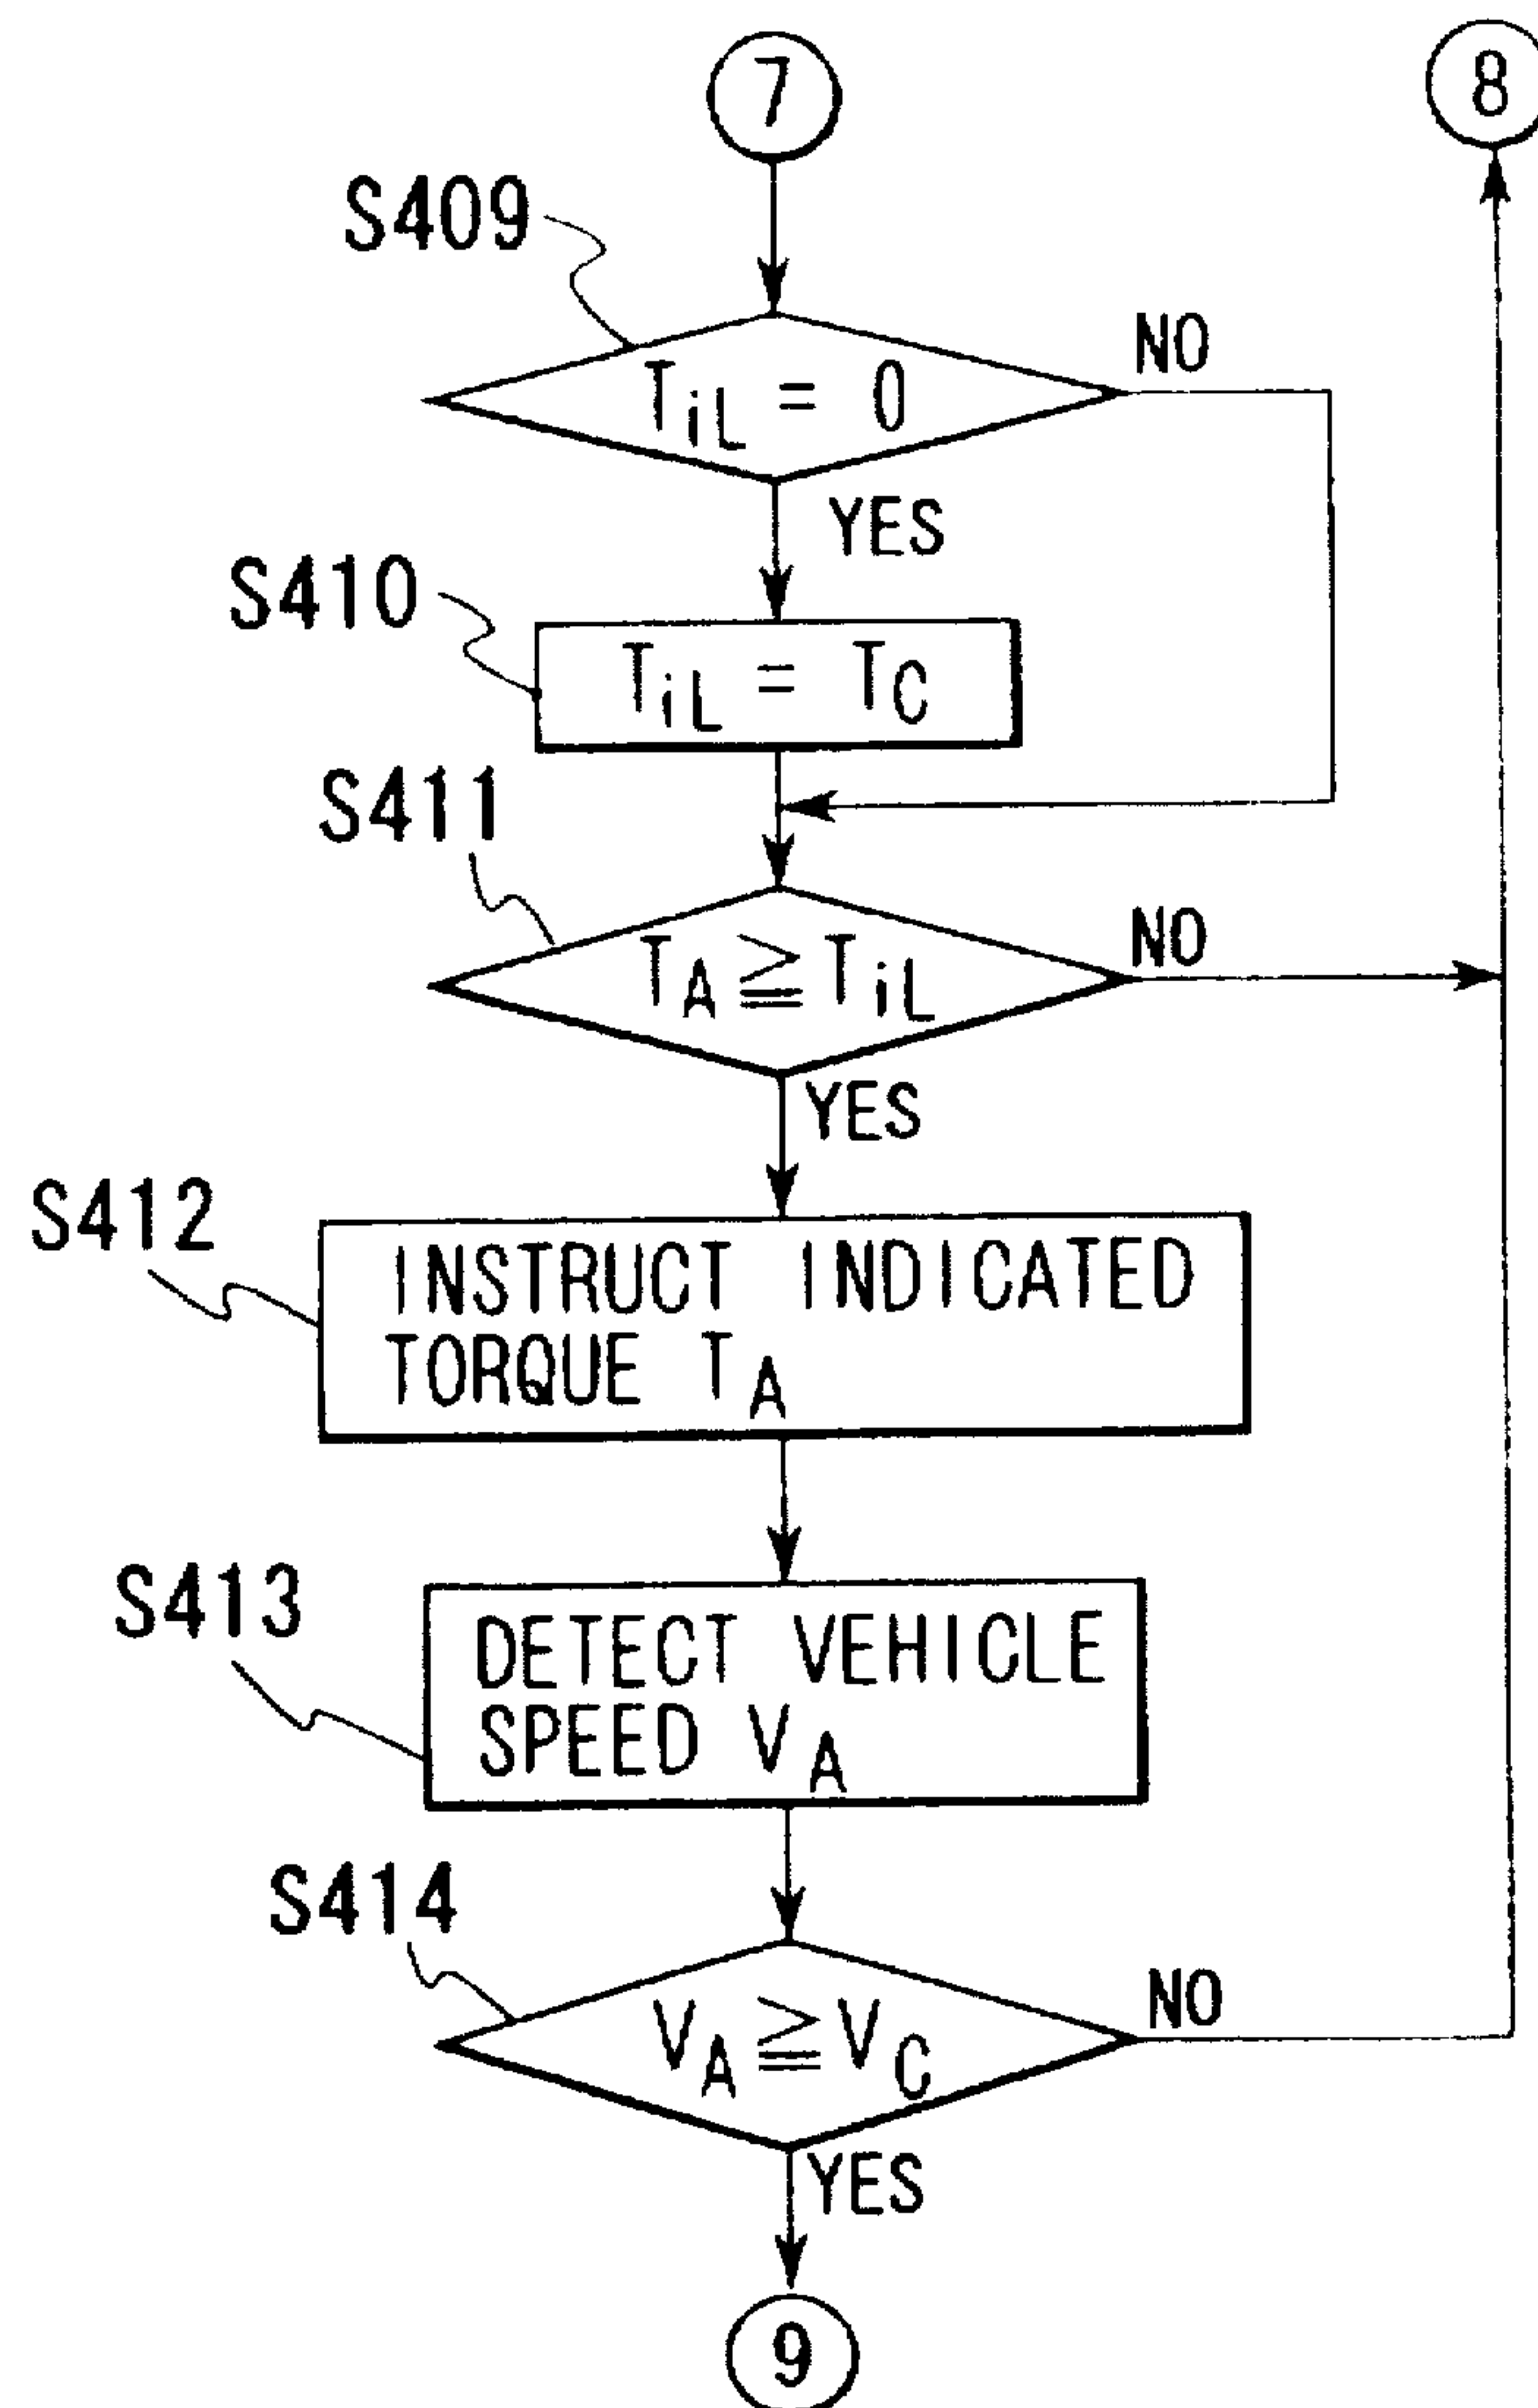 7
8
S409
T_iL = 0
NO
YES
S410
T_iL = T_C
S411
T_A ≧ T_iL
NO
YES
S412
INSTRUCT INDICATED
TORQUE T_A
S413
DETECT VEHICLE
SPEED V_A
S414
V_A ≧ V_C
NO
YES
9